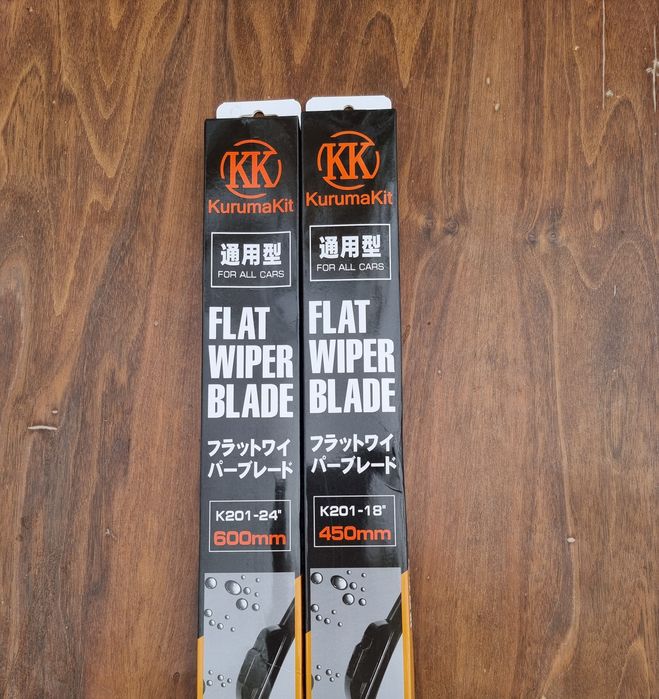 KK
KurumaKit
通用型
FOR ALL CARS
FLAT
WIPER
BLADE
フラットワイ
パーブレード
K201-24"
600mm
KK
KurumaKit
通用型
FOR ALL CARS
FLAT
WIPER
BLADE
フラットワイ
パーブレード
K201-18"
450mm